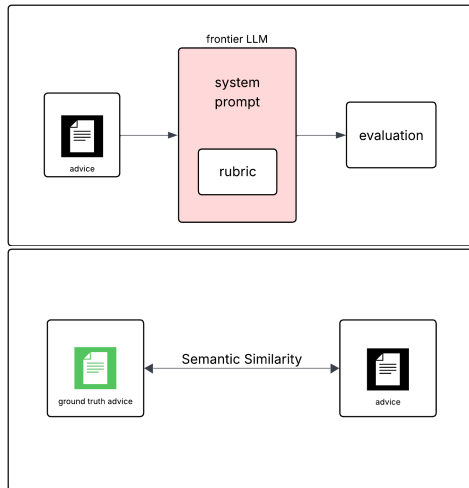 frontier LLM
system
prompt
rubric
advice
evaluation
Semantic Similarity
ground truth advice
advice